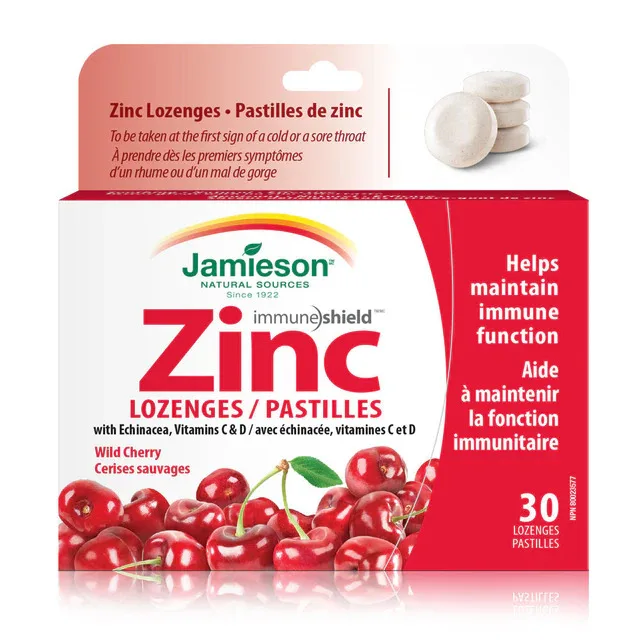 Zinc Lozenges • Pastilles de zinc
To be taken at the first sign of a cold or a sore throat
À prendre dès les premiers symptômes
d'un rhume ou d'un mal de gorge
Jamieson™
NATURAL SOURCES
Since 1922
immune shield
Zinc
LOZENGES / PASTILLES
with Echinacea, Vitamins C & D / avec échinacée, vitamines C et D
Wild Cherry
Cerises sauvages
Helps
maintain
immune
function
Aide
à maintenir
la fonction
immunitaire
30
LOZENGES
PASTILLES
NPN 80023577